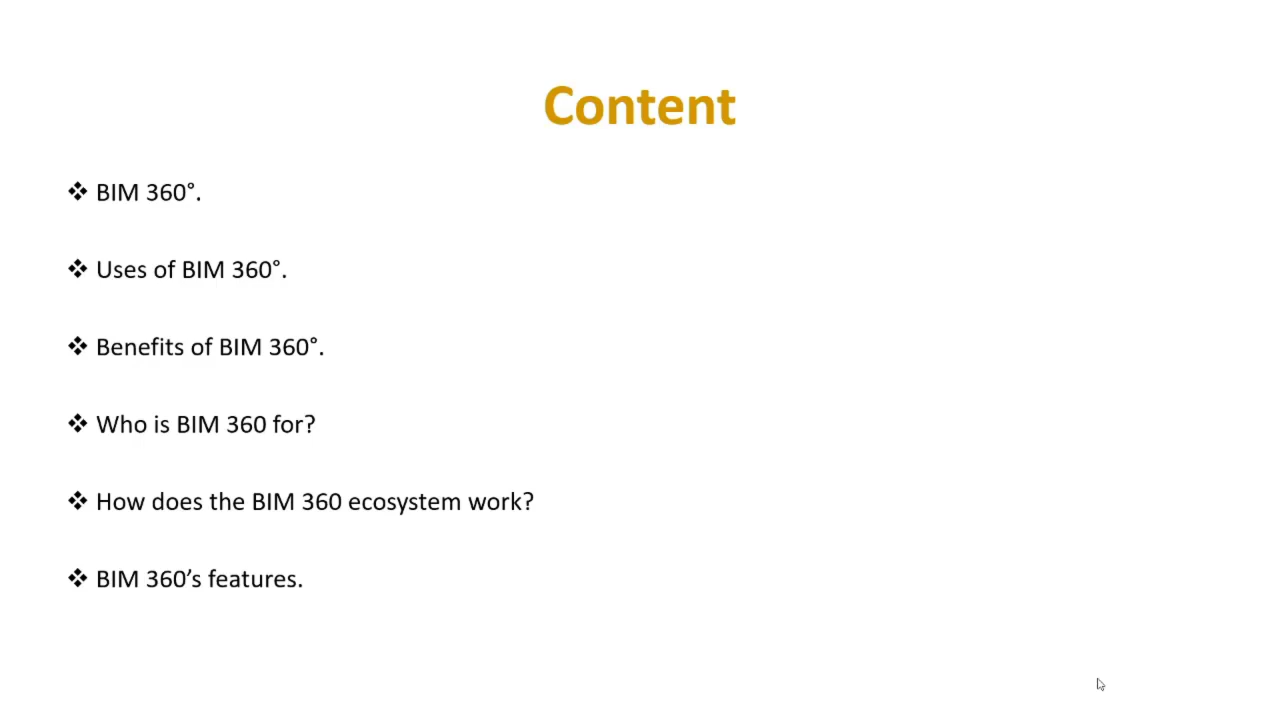 Content
❖ BIM 360°.
❖ Uses of BIM 360°.
❖ Benefits of BIM 360°.
❖ Who is BIM 360 for?
❖ How does the BIM 360 ecosystem work?
❖ BIM 360’s features.